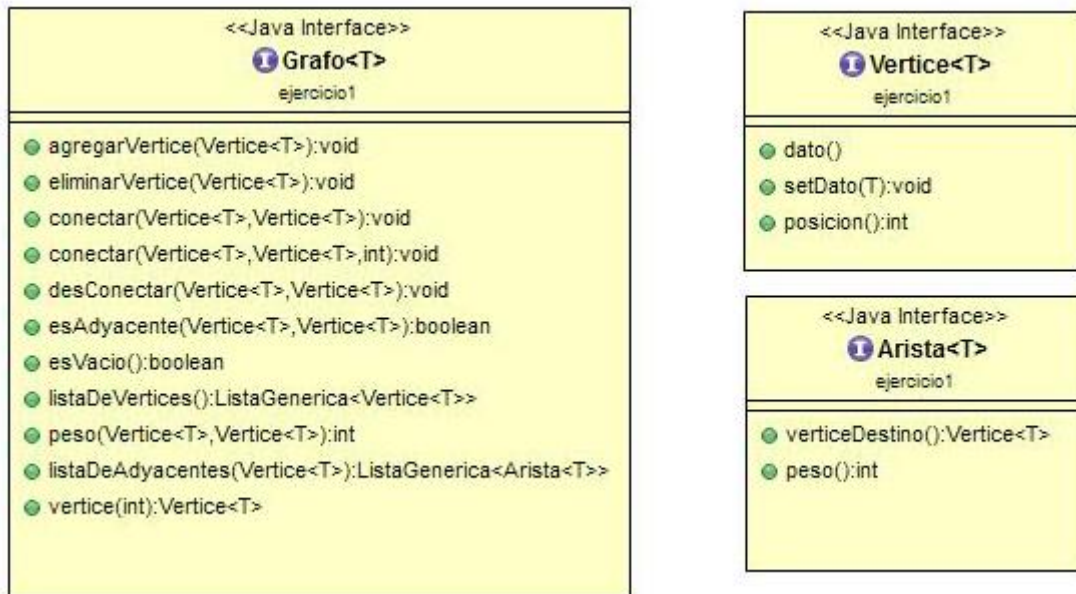 <<Java Interface>>
I Grafo<T>
ejercicio1
agregarVertice(Vertice<T>):void
eliminarVertice(Vertice<T>):void
conectar(Vertice<T>,Vertice<T>):void
conectar(Vertice<T>,Vertice<T>,int):void
desConectar(Vertice<T>,Vertice<T>):void
esAdyacente(Vertice<T>,Vertice<T>):boolean
esVacio():boolean
listaDeVertices():ListaGenerica<Vertice<T>>
peso(Vertice<T>,Vertice<T>):int
listaDeAdyacentes(Vertice<T>):ListaGenerica<Arista<T>>
vertice(int):Vertice<T>
<<Java Interface>>
I Vertice<T>
ejercicio1
dato()
setDato(T):void
posicion():int
<<Java Interface>>
I Arista<T>
ejercicio1
verticeDestino():Vertice<T>
peso():int